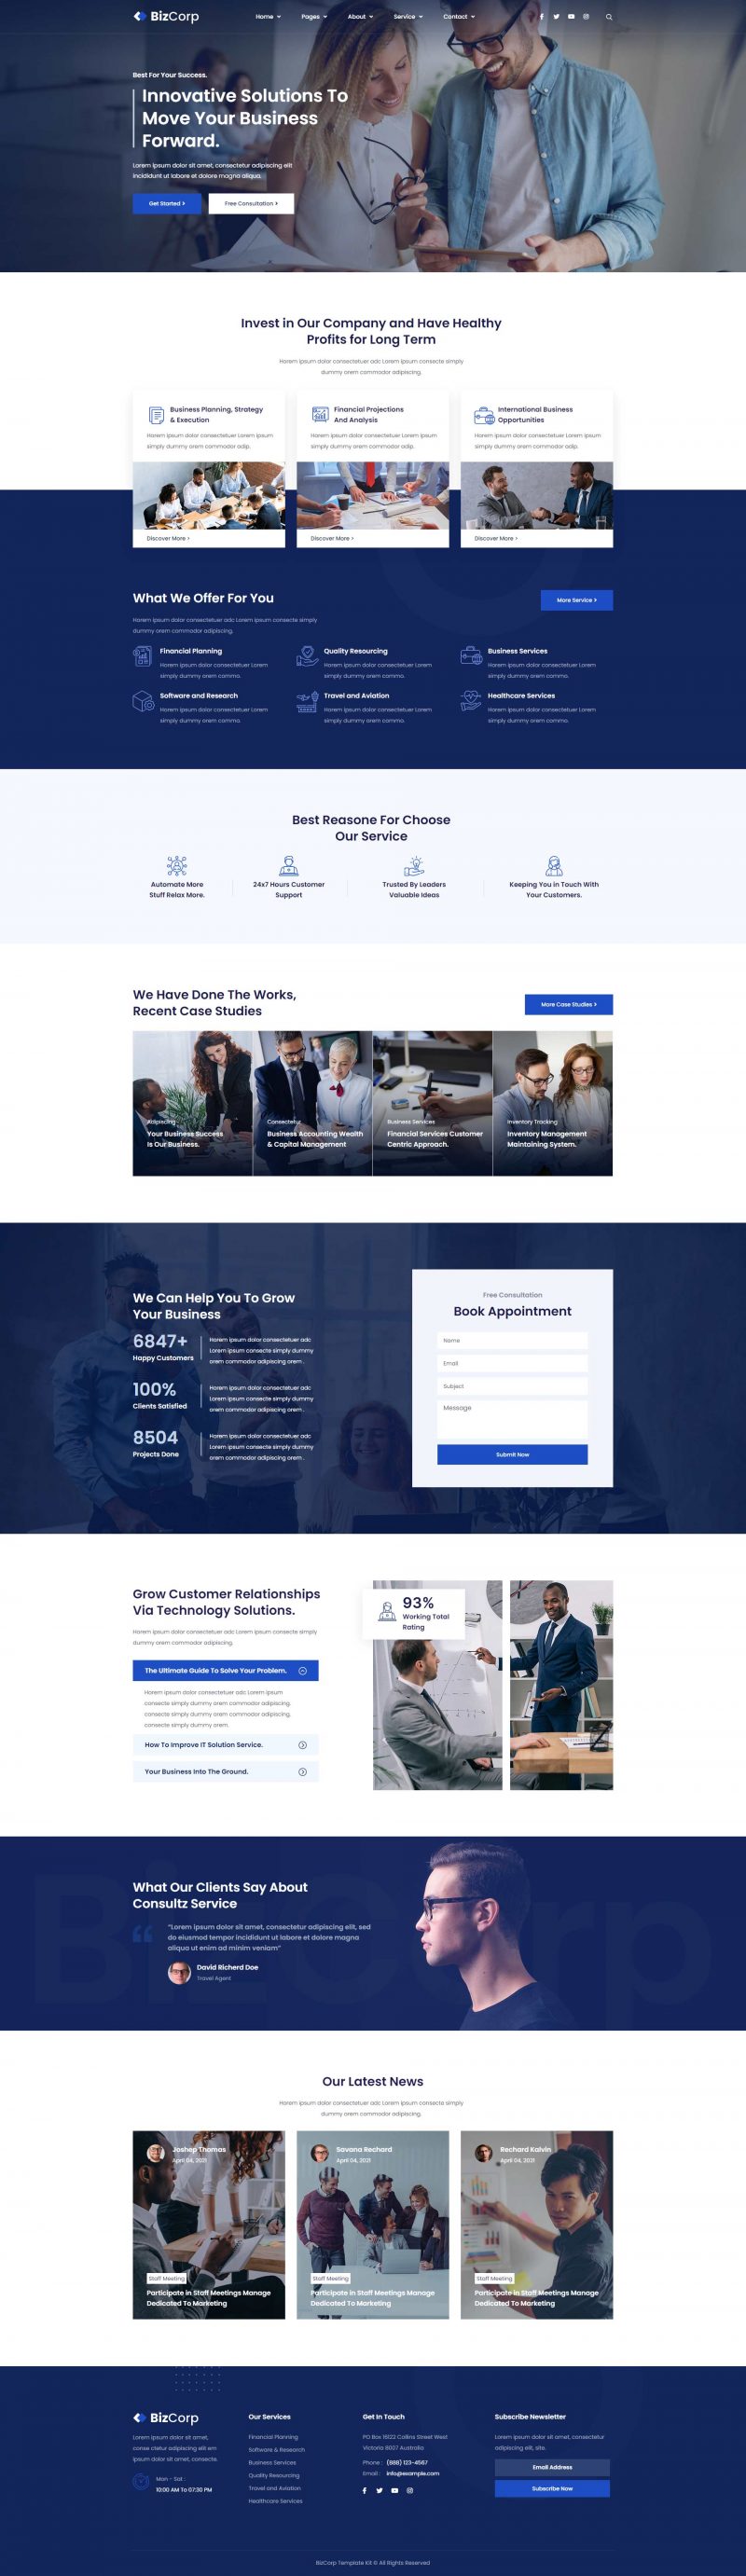 BizCorp
Home Pages About Service Contact
Best For Your Success.
Innovative Solutions To
Move Your Business
Forward.
Lorem ipsum dolor sit amet, consectetur adipiscing elit
incididunt ut labore et dolore magna aliqua.
Get Started >
Free Consultation >
Invest in Our Company and Have Healthy
Profits for Long Term
Horem ipsum dolor consectetuer adc Lorem ipsum consecte simply
dummy orem commodor adipiscing.
Business Planning, Strategy
& Execution
Horem ipsum dolor consectetuer Lorem ipsum
simply dummy orem commodor adip.
Discover More >
Financial Projections
And Analysis
Horem ipsum dolor consectetuer Lorem ipsum
simply dummy orem commodor adip.
Discover More >
International Business
Opportunities
Horem ipsum dolor consectetuer Lorem ipsum
simply dummy orem commodor adip.
Discover More >
What We Offer For You
More Service >
Horem ipsum dolor consectetuer adc Lorem ipsum consecte simply
dummy orem commodor adipiscing.
Financial Planning
Horem ipsum dolor consectetuer Lorem
simply dummy orem commo.
Quality Resourcing
Horem ipsum dolor consectetuer Lorem
simply dummy orem commo.
Business Services
Horem ipsum dolor consectetuer Lorem
simply dummy orem commo.
Software and Research
Horem ipsum dolor consectetuer Lorem
simply dummy orem commo.
Travel and Aviation
Horem ipsum dolor consectetuer Lorem
simply dummy orem commo.
Healthcare Services
Horem ipsum dolor consectetuer Lorem
simply dummy orem commo.
Best Reasone For Choose
Our Service
Automate More
Stuff Relax More.
24x7 Hours Customer
Support
Trusted By Leaders
Valuable Ideas
Keeping You in Touch With
Your Customers.
We Have Done The Works,
Recent Case Studies
More Case Studies >
Adipiscing
Your Business Success
Is Our Business.
Consectetur
Business Accounting Wealth
& Capital Management
Business Services
Financial Services Customer
Centric Approach.
Inventory Tracking
Inventory Management
Maintaining System.
We Can Help You To Grow
Your Business
6847+
Happy Customers
Horem ipsum dolor consectetuer adc
Lorem ipsum consecte simply dummy
orem commodor adipiscing orem .
100%
Clients Satisfied
Horem ipsum dolor consectetuer adc
Lorem ipsum consecte simply dummy
orem commodor adipiscing orem .
8504
Projects Done
Horem ipsum dolor consectetuer adc
Lorem ipsum consecte simply dummy
orem commodor adipiscing orem .
Free Consultation
Book Appointment
Name
Email
Subject
Message
Submit Now
Grow Customer Relationships
Via Technology Solutions.
Horem ipsum dolor consectetuer adc Lorem ipsum consecte simply
dummy orem commodor adipiscing.
The Ultimate Guide To Solve Your Problem.
Horem ipsum dolor consectetuer adc Lorem ipsum
consecte simply dummy orem commodor adipiscing.
consecte simply dummy orem commodor adipiscing.
consecte simply dummy orem.
How To Improve IT Solution Service.
Your Business Into The Ground.
93%
Working Total
Rating
What Our Clients Say About
Consultz Service
"Lorem ipsum dolor sit amet, consectetur adipiscing elit, sed
do eiusmod tempor incididunt ut labore et dolore magna
aliqua ut enim ad minim veniam"
David Richerd Doe
Travel Agent
Our Latest News
Horem ipsum dolor consectetuer adc Lorem ipsum consecte simply
dummy orem commodor adipiscing.
Joshep Thomas
April 04, 2021
Staff Meeting
Participate in Staff Meetings Manage
Dedicated To Marketing
Savana Rechard
April 04, 2021
Staff Meeting
Participate in Staff Meetings Manage
Dedicated To Marketing
Rechard Kalvin
April 04, 2021
Staff Meeting
Participate in Staff Meetings Manage
Dedicated To Marketing
BizCorp
Lorem ipsum dolor sit amet,
conse ctetur adipiscing elit em
ipsum dolor sit amet, consecte.
Mon - Sat :
10:00 AM To 07:30 PM
Our Services
Financial Planning
Software & Research
Business Services
Quality Resourcing
Travel and Aviation
Healthcare Services
Get In Touch
PO Box 16122 Collins Street West
Victoria 8007 Australia
Phone : (888) 123-4567
Email : info@example.com
Subscribe Newsletter
Lorem ipsum dolor sit amet, consectetur
adipiscing elit, site.
Email Address
Subscribe Now
BizCorp Template Kit © All Rights Reserved